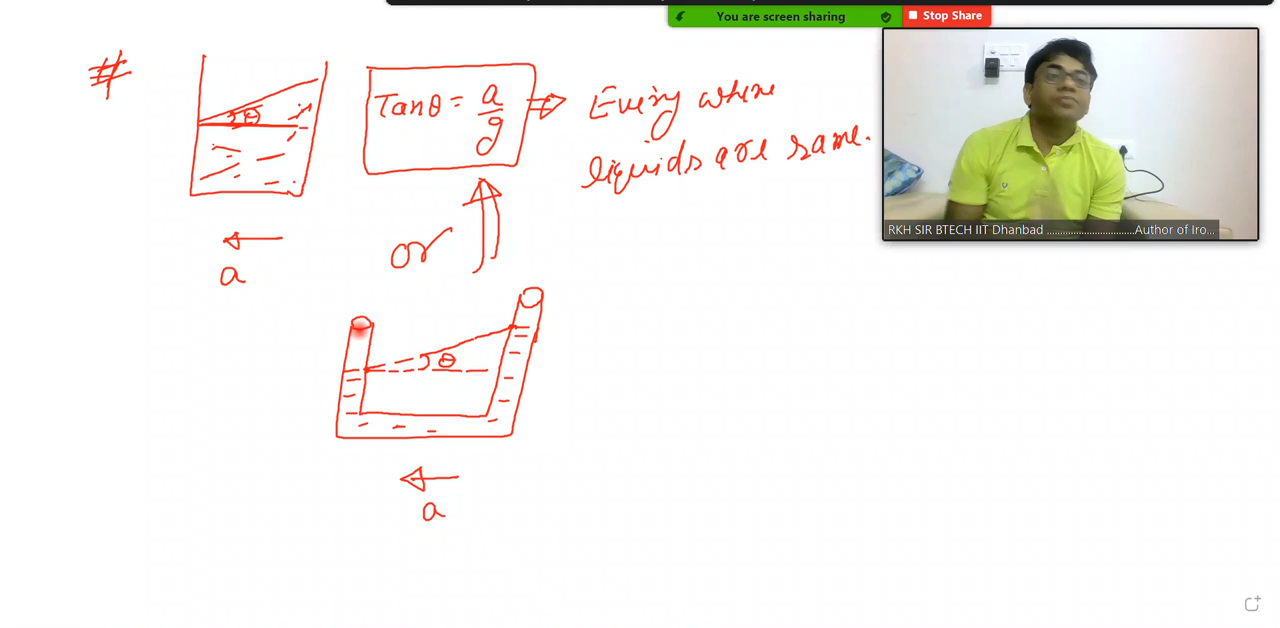 You are screen sharing
Stop Share
#
θ
Tanθ = a/g
⇒ Every where
liquids are same.
RKH SIR BTECH IIT Dhanbad ...............................Author of Iro...
a
or
θ
a